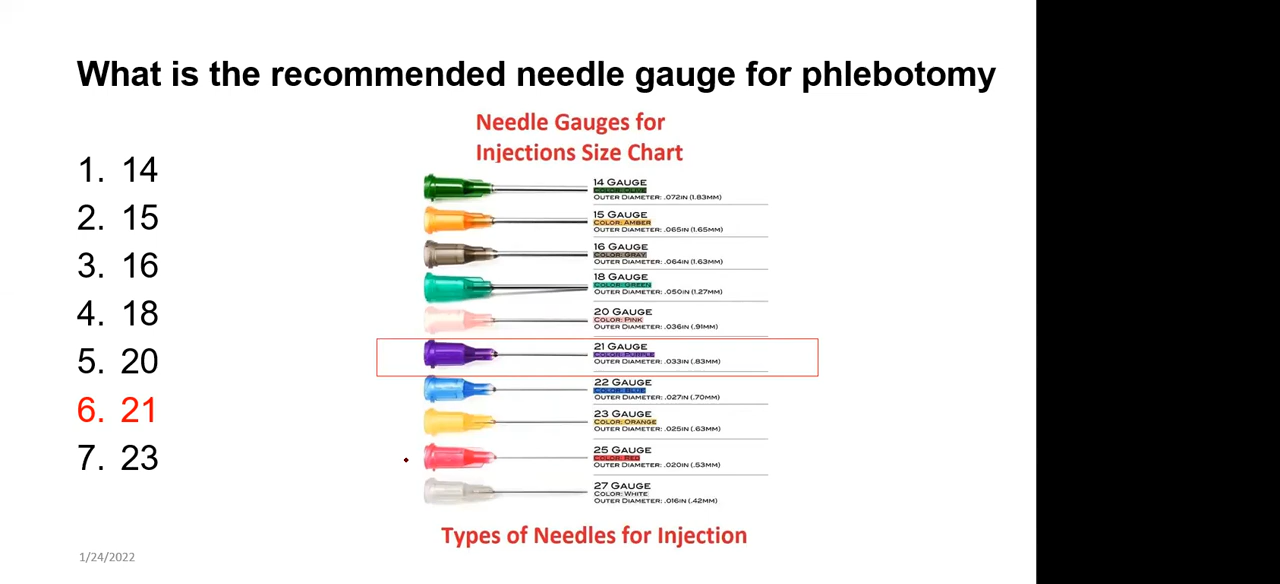 What is the recommended needle gauge for phlebotomy
1. 14
2. 15
3. 16
4. 18
5. 20
6. 21
7. 23
Needle Gauges for
Injections Size Chart
14 GAUGE
COLOR: OLIVE
OUTER DIAMETER: .072IN (1.83MM)
15 GAUGE
COLOR: AMBER
OUTER DIAMETER: .065IN (1.65MM)
16 GAUGE
COLOR: GRAY
OUTER DIAMETER: .064IN (1.63MM)
18 GAUGE
COLOR: GREEN
OUTER DIAMETER: .050IN (1.27MM)
20 GAUGE
COLOR: PINK
OUTER DIAMETER: .036IN (.91MM)
21 GAUGE
COLOR: PURPLE
OUTER DIAMETER: .033IN (.83MM)
22 GAUGE
COLOR: BLUE
OUTER DIAMETER: .027IN (.70MM)
23 GAUGE
COLOR: ORANGE
OUTER DIAMETER: .025IN (.63MM)
25 GAUGE
COLOR: RED
OUTER DIAMETER: .020IN (.53MM)
27 GAUGE
COLOR: WHITE
OUTER DIAMETER: .016IN (.42MM)
Types of Needles for Injection
1/24/2022